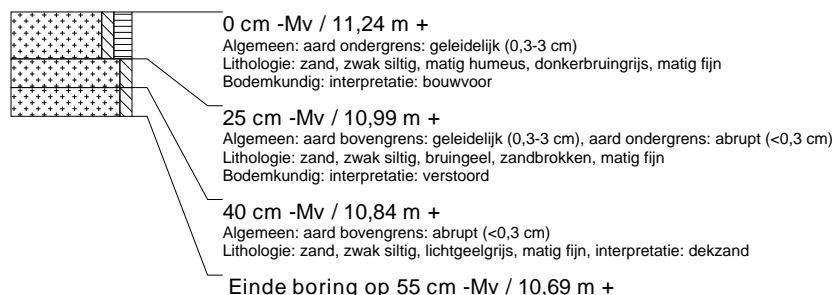 0 cm -Mv / 11,24 m +
Algemeen: aard ondergrens: geleidelijk (0,3-3 cm)
Lithologie: zand, zwak siltig, matig humeus, donkerbruingrijs, matig fijn
Bodemkundig: interpretatie: bouwvoor
25 cm -Mv / 10,99 m +
Algemeen: aard bovengrens: geleidelijk (0,3-3 cm), aard ondergrens: abrupt (<0,3 cm)
Lithologie: zand, zwak siltig, bruingeel, zandbrokken, matig fijn
Bodemkundig: interpretatie: verstoord
40 cm -Mv / 10,84 m +
Algemeen: aard bovengrens: abrupt (<0,3 cm)
Lithologie: zand, zwak siltig, lichtgeelgrijs, matig fijn, interpretatie: dekzand
Einde boring op 55 cm -Mv / 10,69 m +